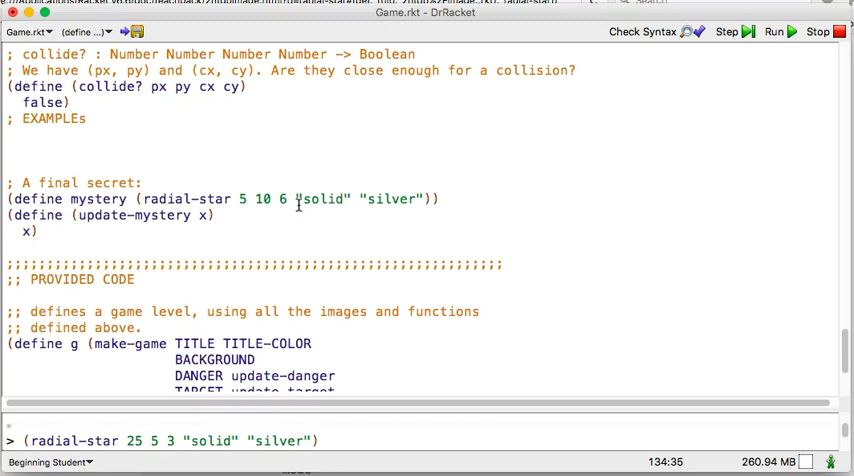 Game.rkt - DrRacket
Game.rkt▾ (define ...)▾ Check Syntax Step Run Stop
; collide? : Number Number Number Number -> Boolean
; We have (px, py) and (cx, cy). Are they close enough for a collision?
(define (collide? px py cx cy)
false)
; EXAMPLEs
; A final secret:
(define mystery (radial-star 5 10 6 "solid" "silver"))
(define (update-mystery x)
x)
;;;;;;;;;;;;;;;;;;;;;;;;;;;;;;;;;;;;;;;;;;;;;;;;;;;;;;;;;;;;;;
;; PROVIDED CODE
;; defines a game level, using all the images and functions
;; defined above.
(define g (make-game TITLE TITLE-COLOR
BACKGROUND
DANGER update-danger
TARGET update-target
> (radial-star 25 5 3 "solid" "silver")
Beginning Student▾ 134:35 260.94 MB